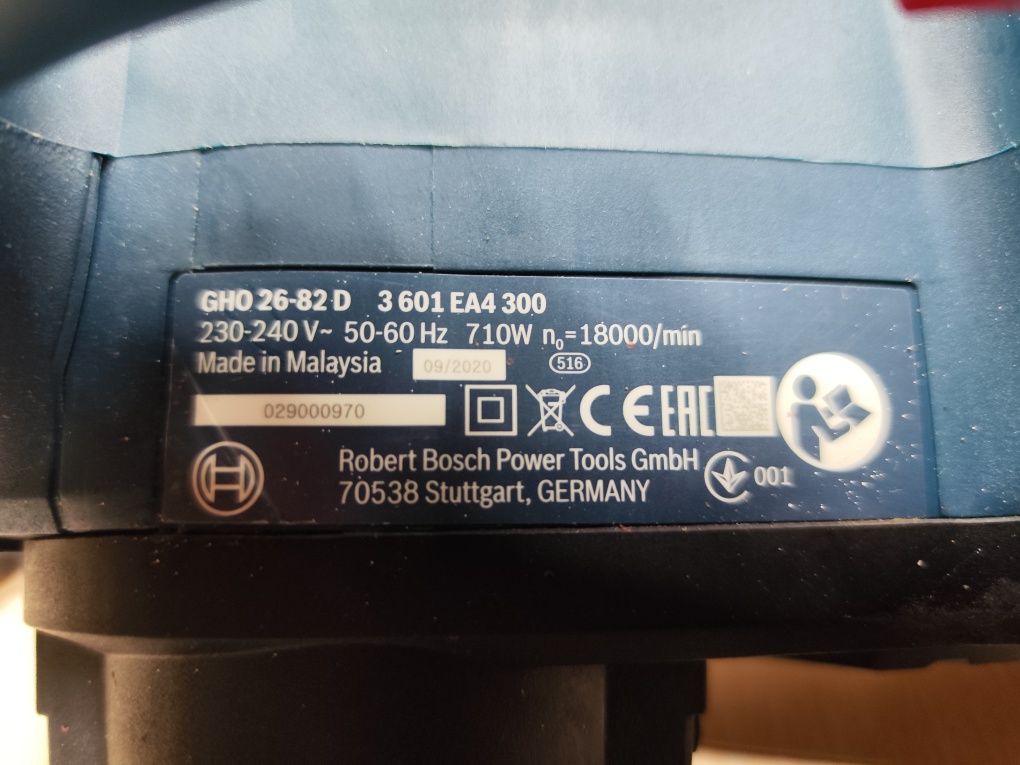 GHO 26-82 D 3 601 EA4 300
230-240 V~ 50-60 Hz 710W n₀=18000/min
Made in Malaysia 09/2020 516
029000970
CE EAC
Robert Bosch Power Tools GmbH
70538 Stuttgart, GERMANY
001